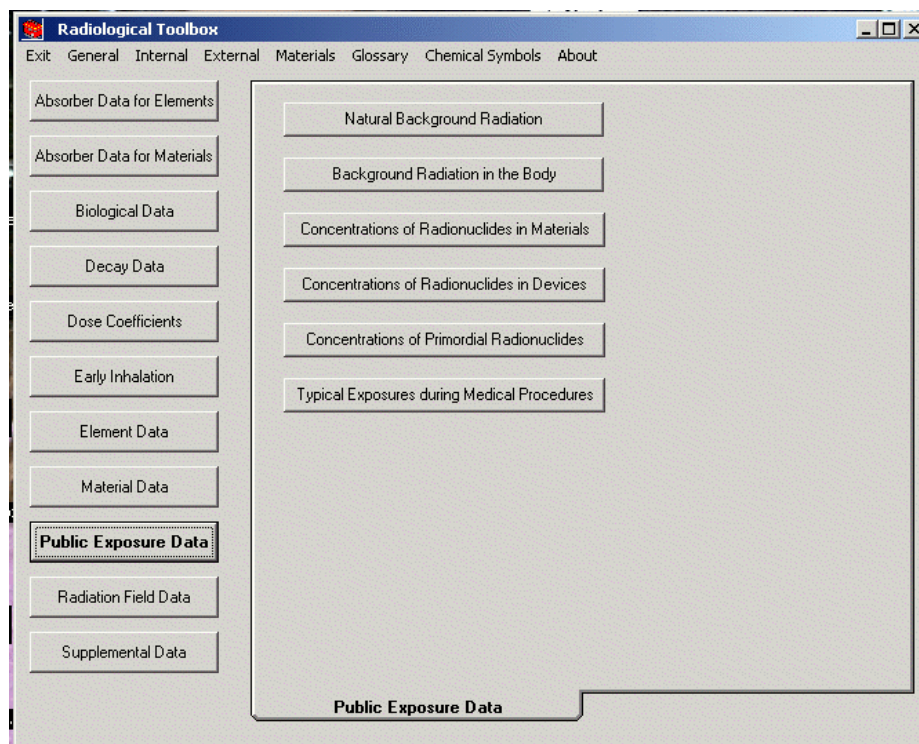 Radiological Toolbox
Exit General Internal External Materials Glossary Chemical Symbols About
Absorber Data for Elements
Absorber Data for Materials
Biological Data
Decay Data
Dose Coefficients
Early Inhalation
Element Data
Material Data
Public Exposure Data
Radiation Field Data
Supplemental Data
Natural Background Radiation
Background Radiation in the Body
Concentrations of Radionuclides in Materials
Concentrations of Radionuclides in Devices
Concentrations of Primordial Radionuclides
Typical Exposures during Medical Procedures
Public Exposure Data